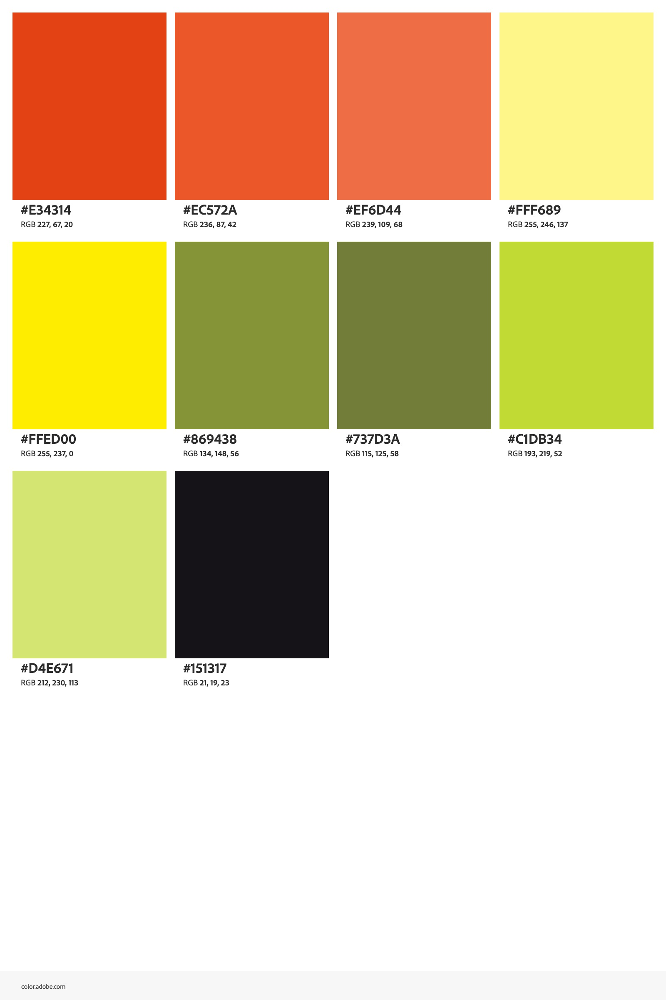 #E34314
RGB 227, 67, 20
#EC572A
RGB 236, 87, 42
#EF6D44
RGB 239, 109, 68
#FFF689
RGB 255, 246, 137
#FFED00
RGB 255, 237, 0
#869438
RGB 134, 148, 56
#737D3A
RGB 115, 125, 58
#C1DB34
RGB 193, 219, 52
#D4E671
RGB 212, 230, 113
#151317
RGB 21, 19, 23
color.adobe.com